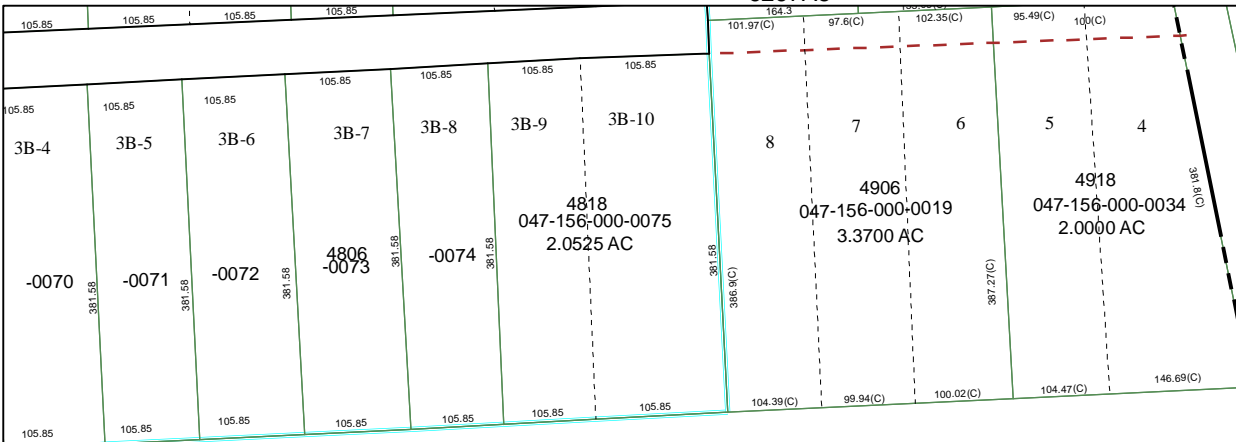 105.85 105.85 105.85 105.85 105.85 105.85
164.3
101.97(C) 97.6(C) 102.35(C) 95.49(C) 100(C)
105.85 105.85 105.85 105.85 105.85 105.85 105.85
3B-4 3B-5 3B-6 3B-7 3B-8 3B-9 3B-10 8 7 6 5 4
4818
047-156-000-0075
2.0525 AC
4906
047-156-000-0019
3.3700 AC
4918
047-156-000-0034
2.0000 AC
381.8(C)
4806
-0070 -0071 -0072 -0073 -0074
381.58 381.58 381.58 381.58 381.58 381.58 386.9(C) 387.27(C)
104.39(C) 99.94(C) 100.02(C) 104.47(C) 146.69(C)
105.85 105.85 105.85 105.85 105.85 105.85 105.85